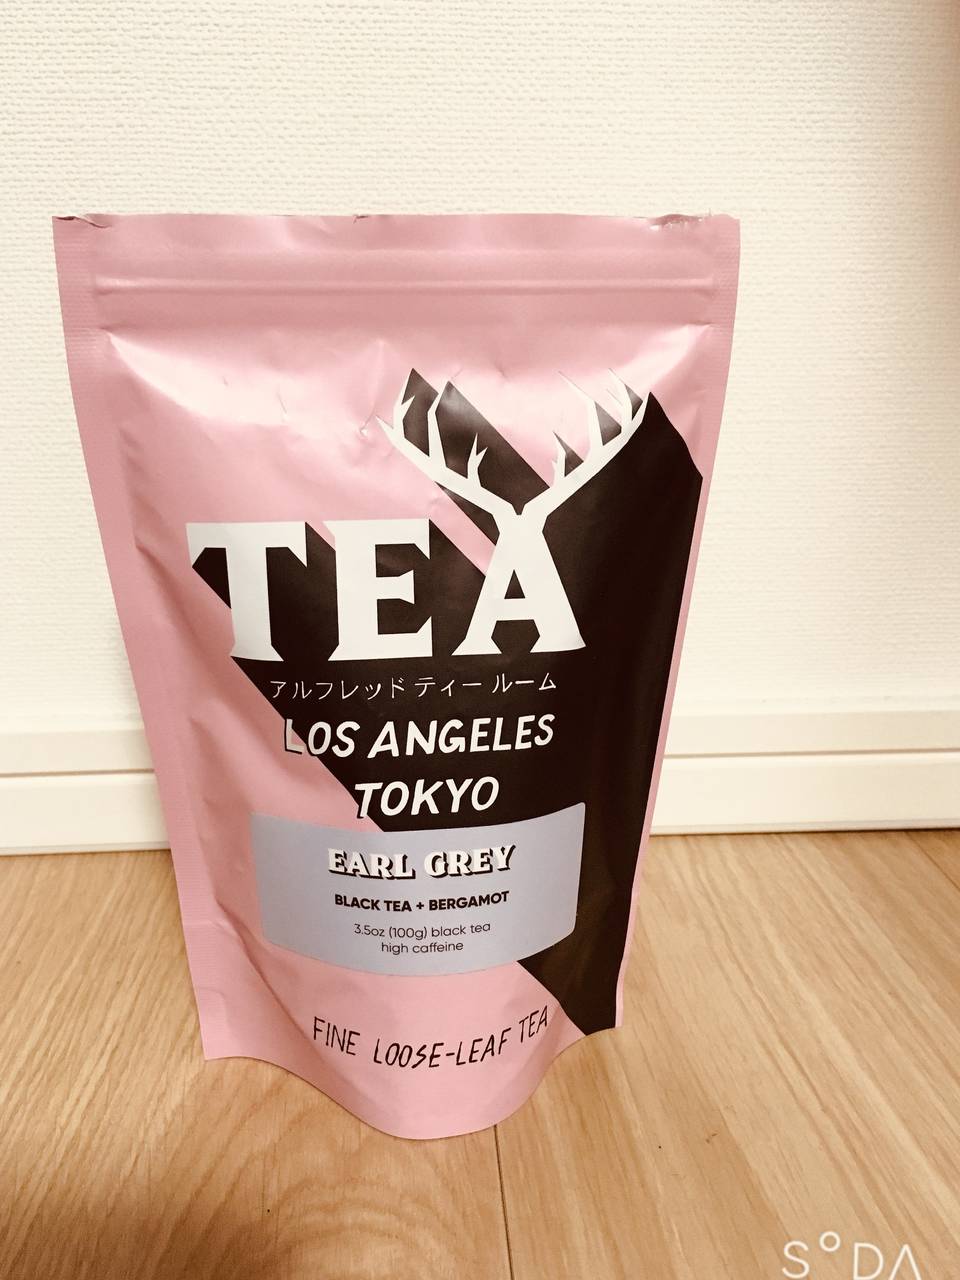 TEA
アルフレッド ティー ルーム
LOS ANGELES
TOKYO
EARL GREY
BLACK TEA + BERGAMOT
3.5oz (100g) black tea
high caffeine
FINE LOOSE-LEAF TEA
SODA